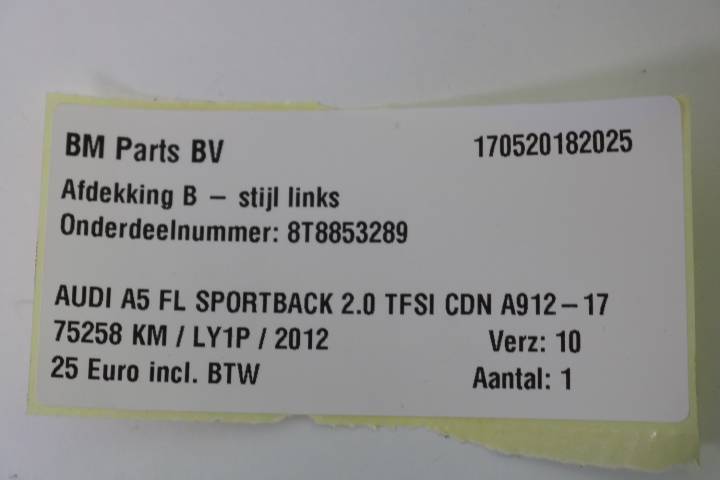 BM Parts BV 170520182025
Afdekking B – stijl links
Onderdeelnummer: 8T8853289
AUDI A5 FL SPORTBACK 2.0 TFSI CDN A912–17
75258 KM / LY1P / 2012 Verz: 10
25 Euro incl. BTW Aantal: 1